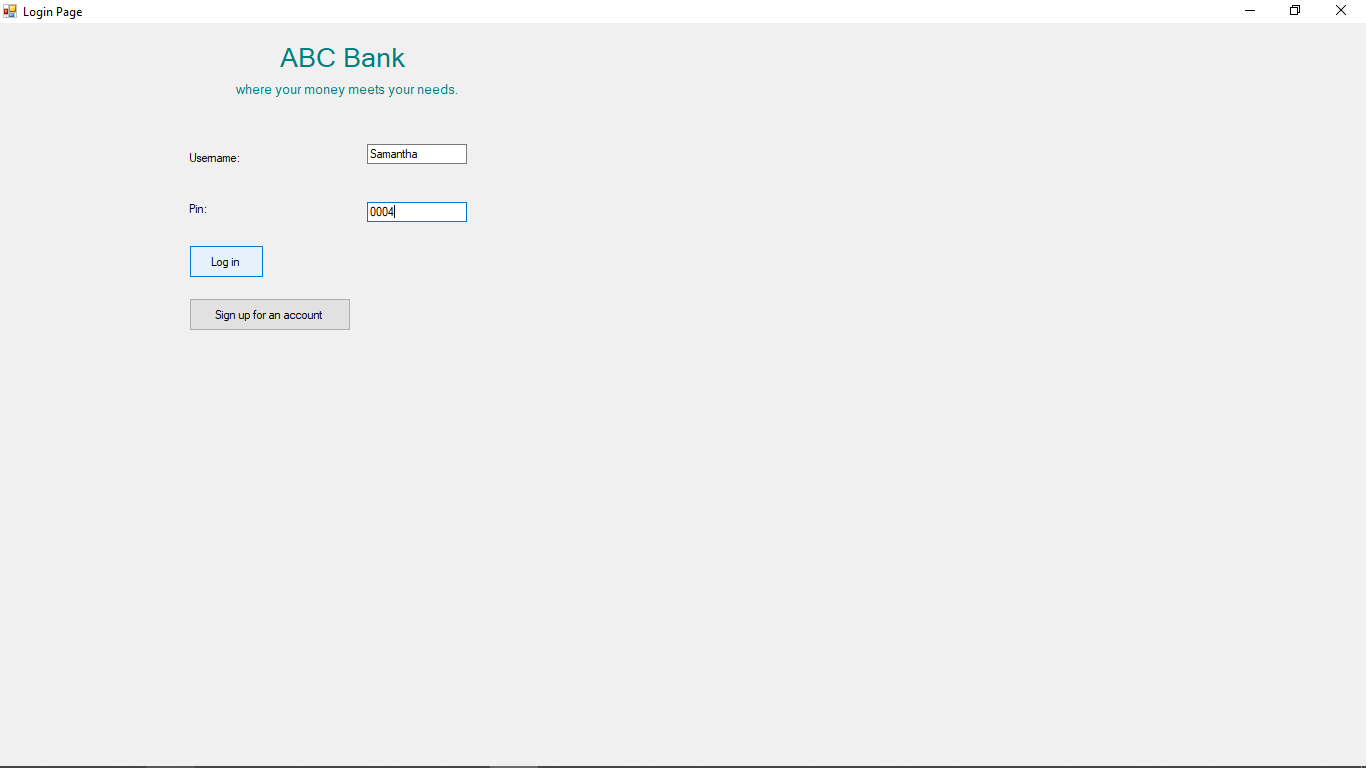 Login Page
ABC Bank
where your money meets your needs.
Username: Samantha
Pin: 0004
Log in
Sign up for an account